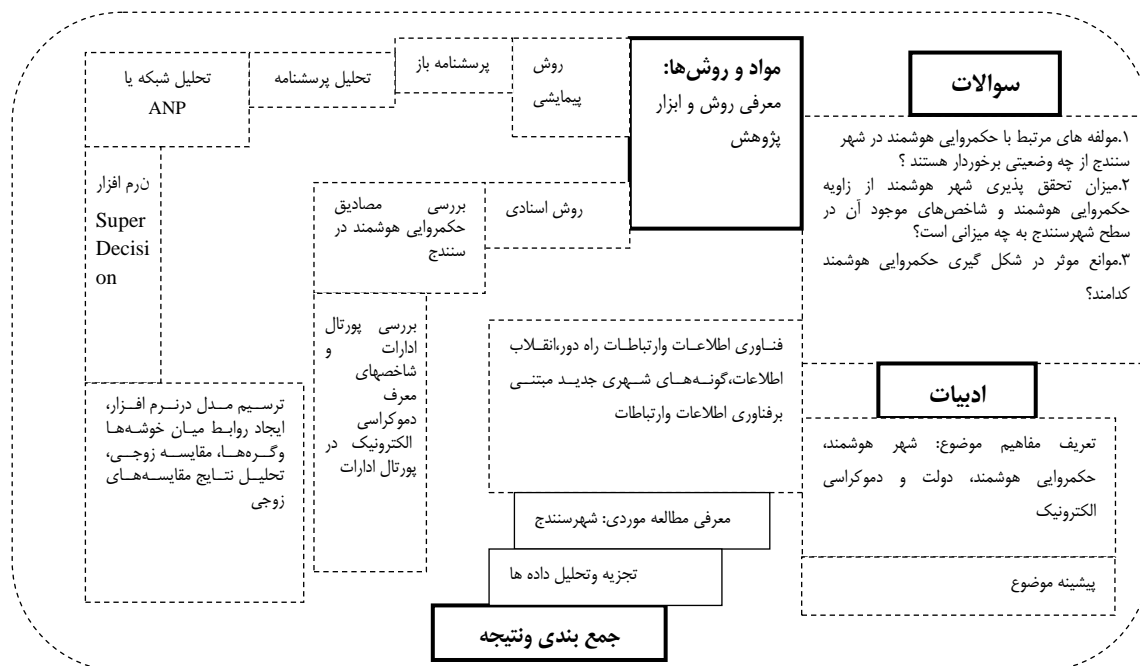 سوالات
۱.مولفه های مرتبط با حکمروایی هوشمند در شهر
سنندج از چه وضعیتی برخوردار هستند ؟
۲.میزان تحقق پذیری شهر هوشمند از زاویه
حکمروایی هوشمند و شاخص‌های موجود آن در
سطح شهرسنندج به چه میزانی است؟
۳.موانع موثر در شکل گیری حکمروایی هوشمند
کدامند؟
مواد و روش‌ها:
معرفی روش و ابزار
پژوهش
روش
پیمایشی
پرسشنامه باز
تحلیل پرسشنامه
تحلیل شبکه یا
ANP
نرم افزار
Super
Decisi
on
ترسیم مدل درنرم افزار،
ایجاد روابط میان خوشه‌ها
وگره‌ها، مقایسه زوجی،
تحلیل نتایج مقایسه‌های
زوجی
روش اسنادی
بررسی مصادیق
حکمروایی هوشمند در
سنندج
بررسی پورتال
ادارات و
شاخصهای
معرف
دموکراسی
الکترونیک در
پورتال ادارات
ادبیات
تعریف مفاهیم موضوع: شهر هوشمند،
حکمروایی هوشمند، دولت و دموکراسی
الکترونیک
پیشینه موضوع
فناوری اطلاعات وارتباطات راه دور،انقلاب
اطلاعات،گونه‌های شهری جدید مبتنی
برفناوری اطلاعات وارتباطات
معرفی مطالعه موردی: شهرسنندج
تجزیه وتحلیل داده ها
جمع بندی ونتیجه